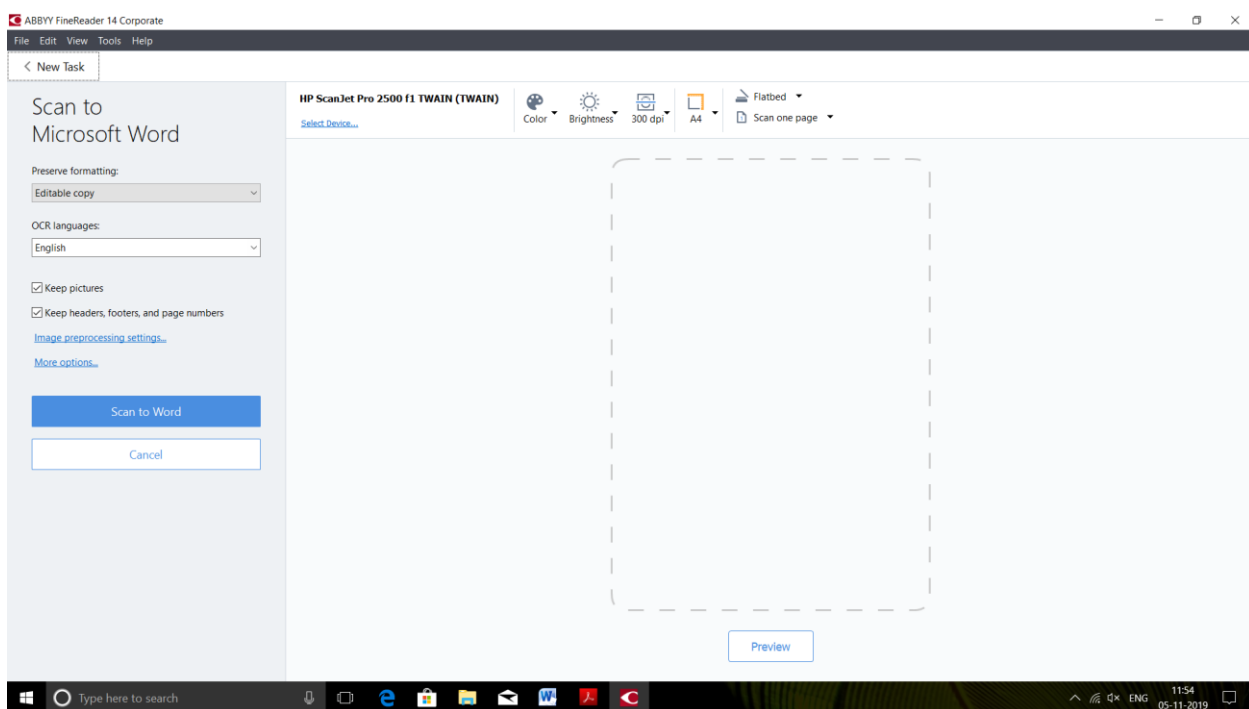 ABBYY FineReader 14 Corporate
File Edit View Tools Help
< New Task
Scan to
Microsoft Word
Preserve formatting:
Editable copy
OCR languages:
English
Keep pictures
Keep headers, footers, and page numbers
Image preprocessing settings...
More options...
Scan to Word
Cancel
HP ScanJet Pro 2500 f1 TWAIN (TWAIN)
Select Device...
Color
Brightness
300 dpi
A4
Flatbed
Scan one page
Preview
Type here to search
ENG
11:54
05-11-2019